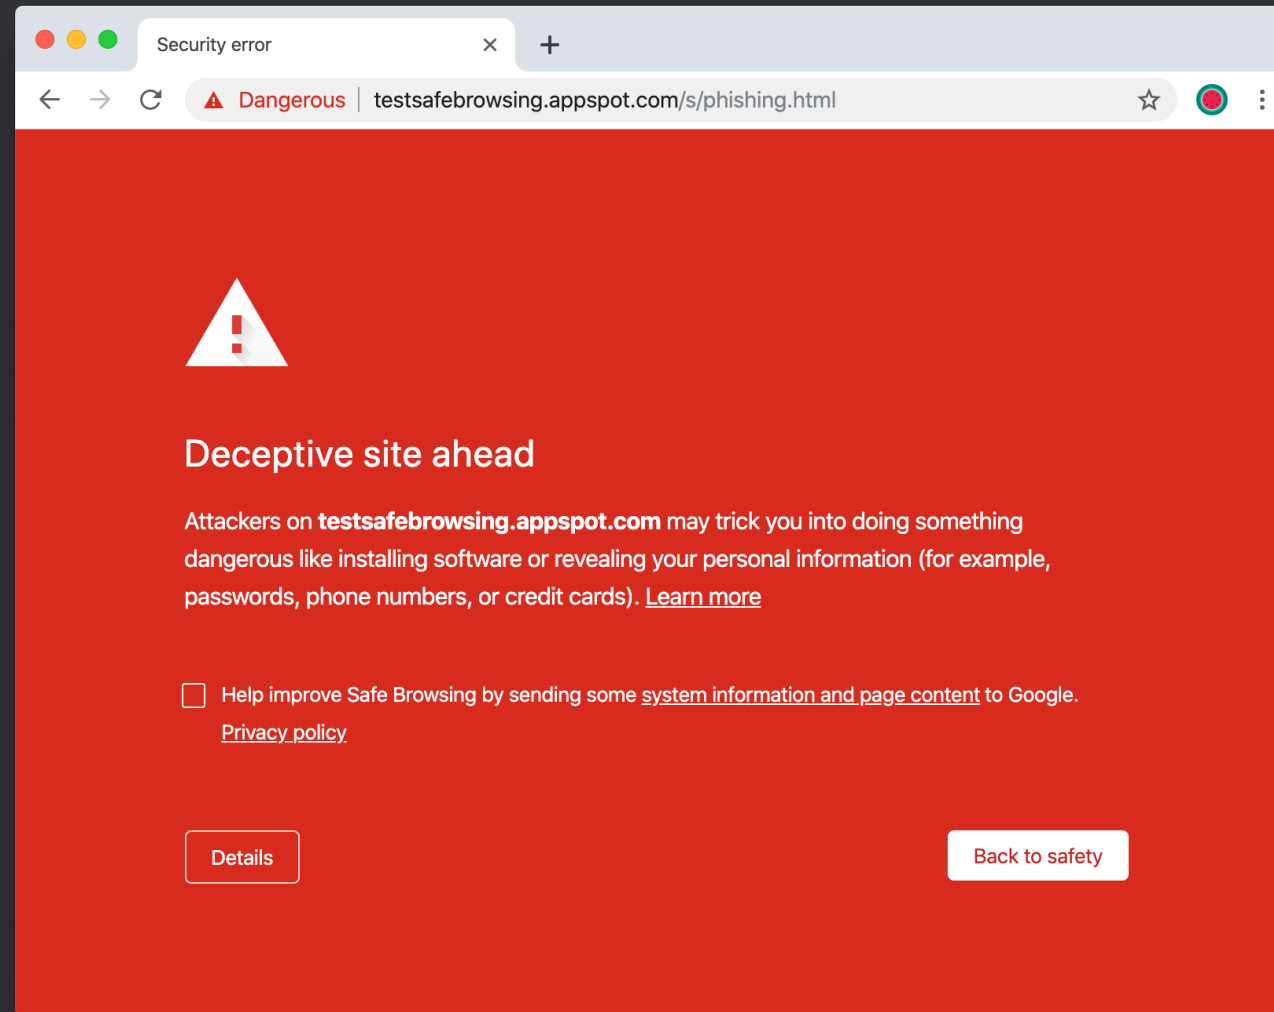 Security error
Dangerous testsafebrowsing.appspot.com/s/phishing.html
Deceptive site ahead
Attackers on testsafebrowsing.appspot.com may trick you into doing something
dangerous like installing software or revealing your personal information (for example,
passwords, phone numbers, or credit cards). Learn more
Help improve Safe Browsing by sending some system information and page content to Google.
Privacy policy
Details
Back to safety